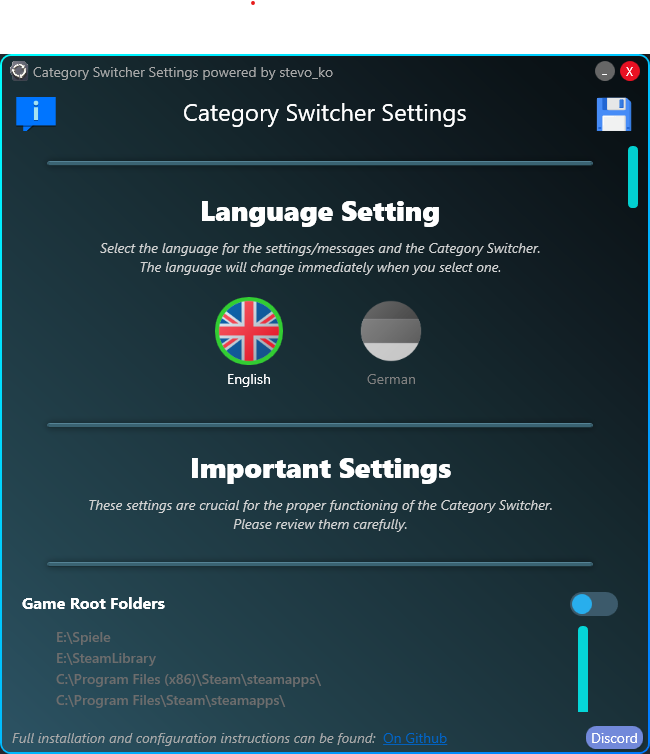 Category Switcher Settings powered by stevo_ko
Category Switcher Settings
Language Setting
Select the language for the settings/messages and the Category Switcher.
The language will change immediately when you select one.
English
German
Important Settings
These settings are crucial for the proper functioning of the Category Switcher.
Please review them carefully.
Game Root Folders
E:\Spiele
E:\SteamLibrary
C:\Program Files (x86)\Steam\steamapps\
C:\Program Files\Steam\steamapps\
Full installation and configuration instructions can be found: On Github
Discord